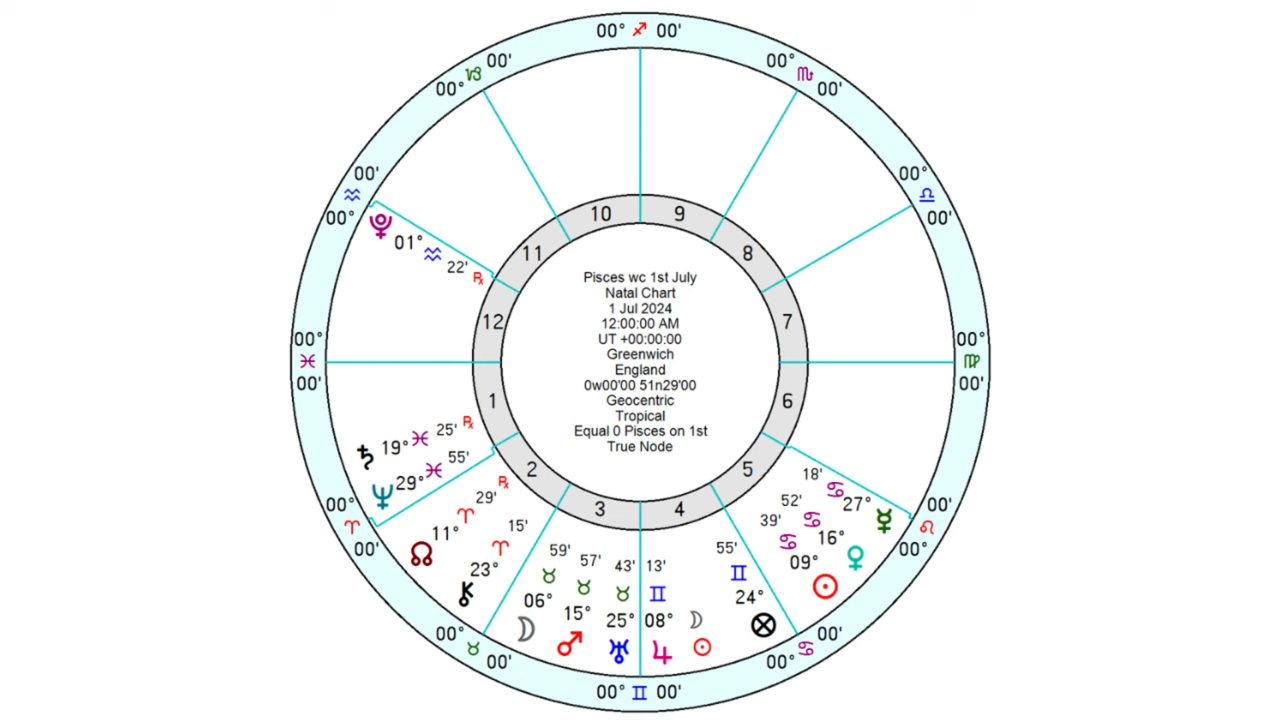 00° ♐ 00'
00° ♑ 00'
00° ♏ 00'
00° ♒ 00'
00° ♎ 00'
00° ♓ 00'
00° ♍ 00'
00° ♈ 00'
00° ♌ 00'
00° ♉ 00'
00° ♋ 00'
00° ♊ 00'
10
9
11
8
12
7
1
6
2
5
3
4
Pisces wc 1st July
Natal Chart
1 Jul 2024
12:00:00 AM
UT +00:00:00
Greenwich
England
0w00'00 51n29'00
Geocentric
Tropical
Equal 0 Pisces on 1st
True Node
♇ 01° ♒ 22' ℞
♄ 19° ♓ 25' ℞
♆ 29° ♓ 55'
☊ 11° ♈ 29' ℞
⚷ 23° ♈ 15'
☽ 06° ♉ 59'
♂ 15° ♉ 57'
♅ 25° ♉ 43'
♃ 08° ♊ 13'
☽
☉
⊗ 24° ♊ 55'
☉ 09° ♋ 39'
♀ 16° ♋ 52'
☿ 27° ♋ 18'